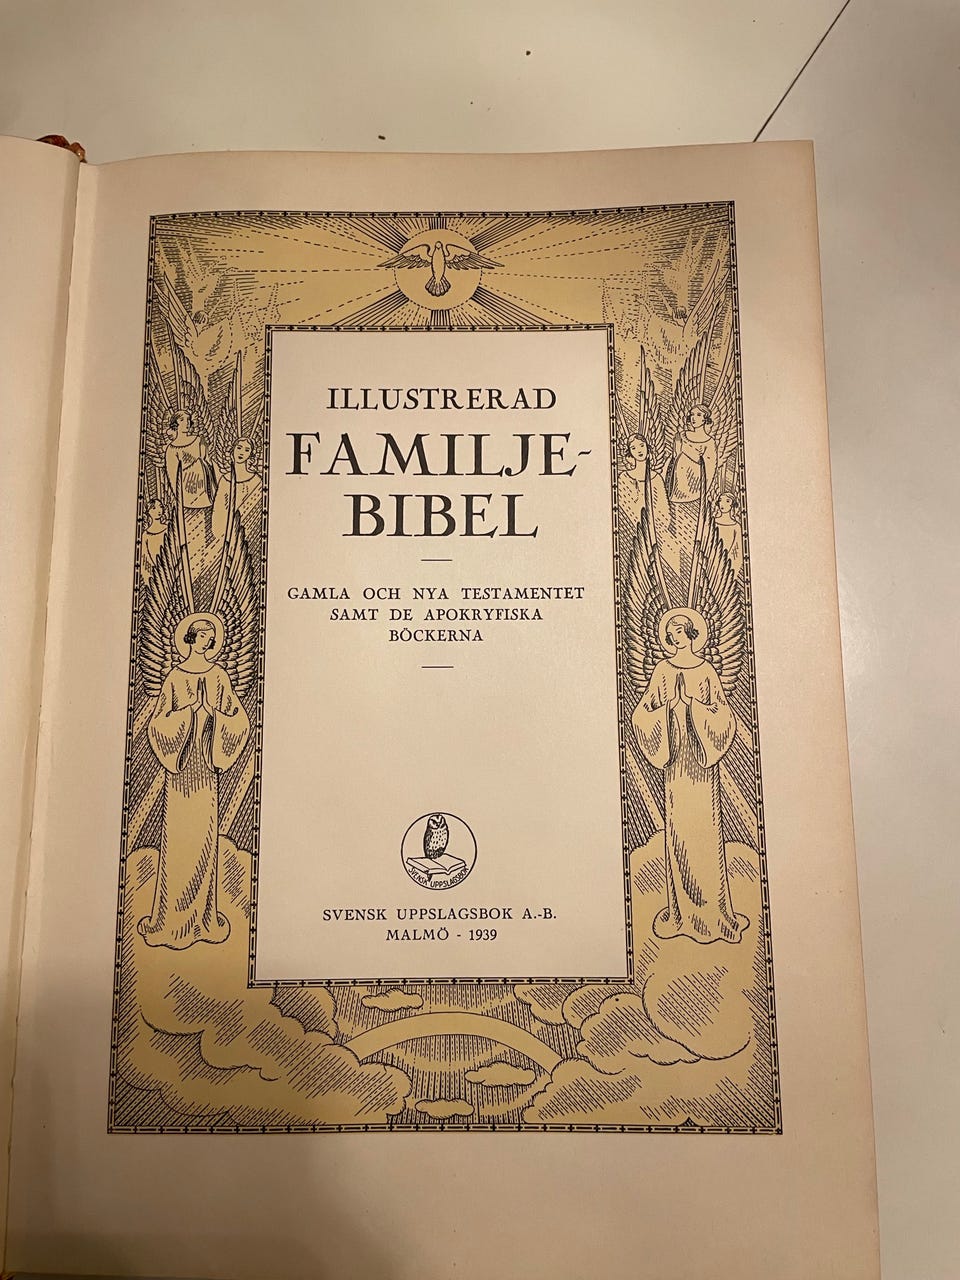 ILLUSTRERAD
FAMILJE-
BIBEL
GAMLA OCH NYA TESTAMENTET
SAMT DE APOKRYFISKA
BÖCKERNA
SVENSK UPPSLAGSBOK
SVENSK UPPSLAGSBOK A.-B.
MALMÖ - 1939